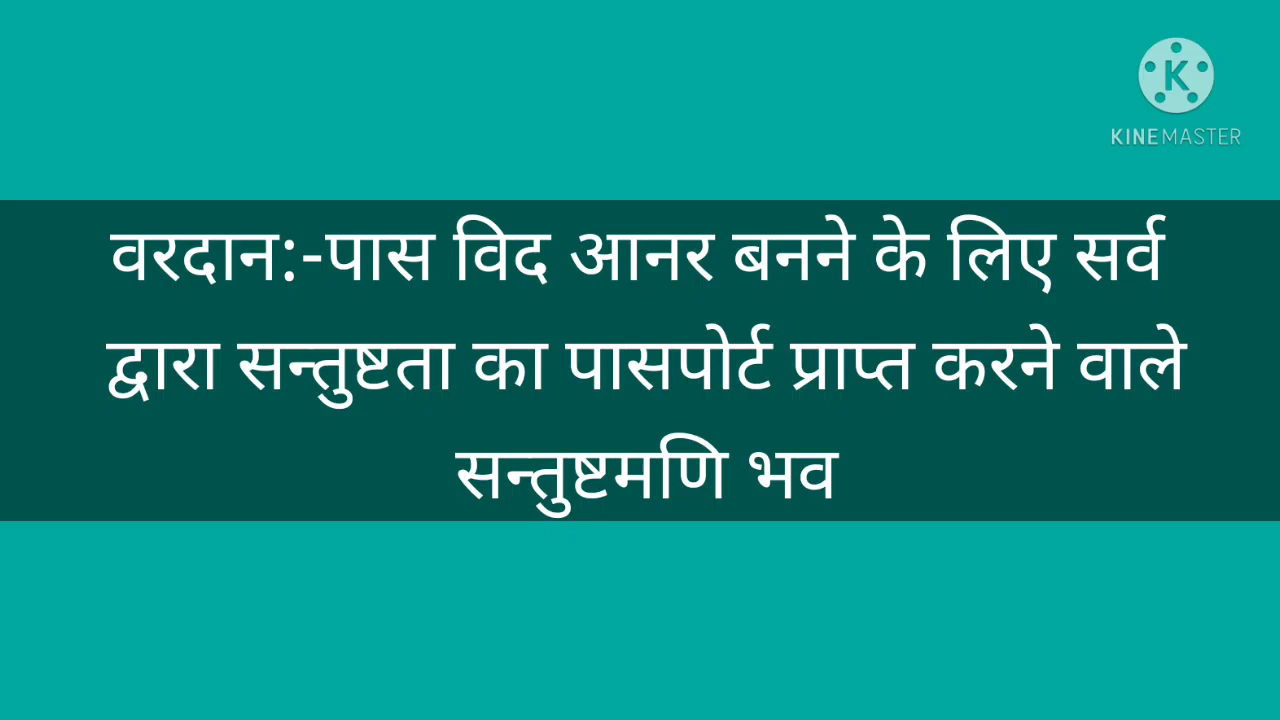 KINEMASTER
वरदान:-पास विद आनर बनने के लिए सर्व
द्वारा सन्तुष्टता का पासपोर्ट प्राप्त करने वाले
सन्तुष्टमणि भव